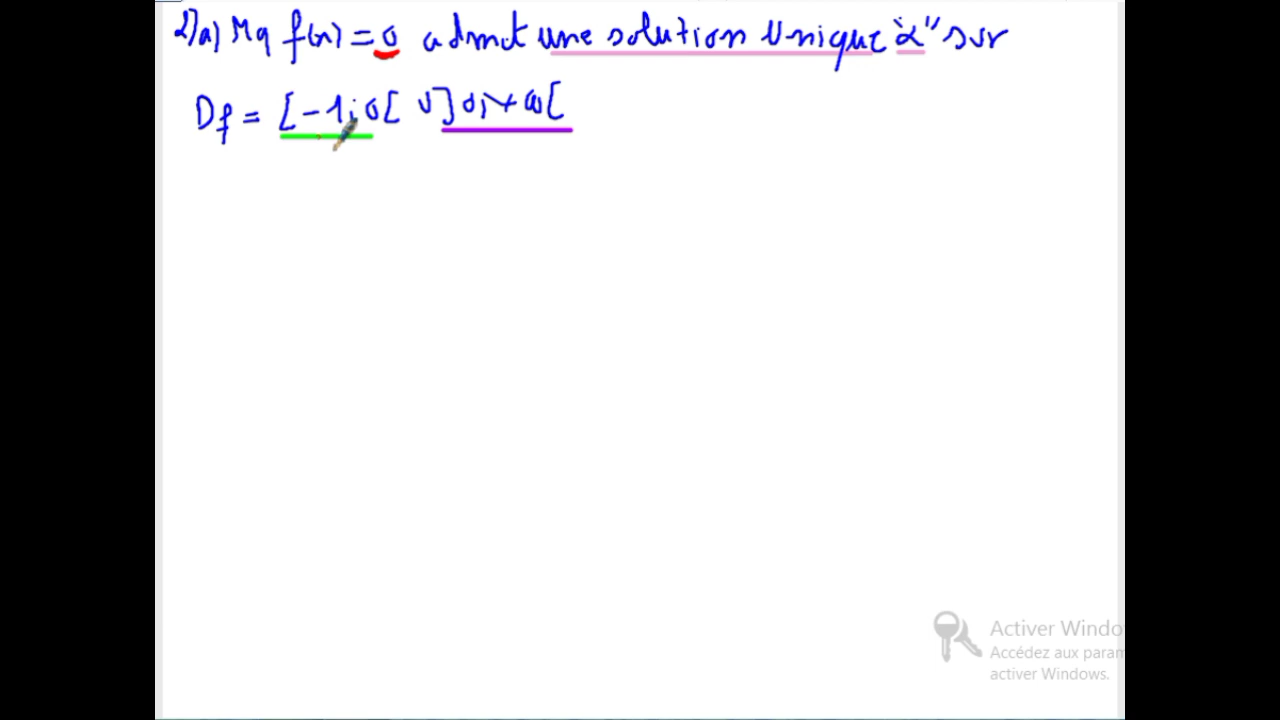 2)a) Mq f(x) = 0 admet une solution Unique "α" sur
Df = [-1; 0[ ∪ ]0; +∞[
Activer Windo
Accédez aux param
activer Windows.